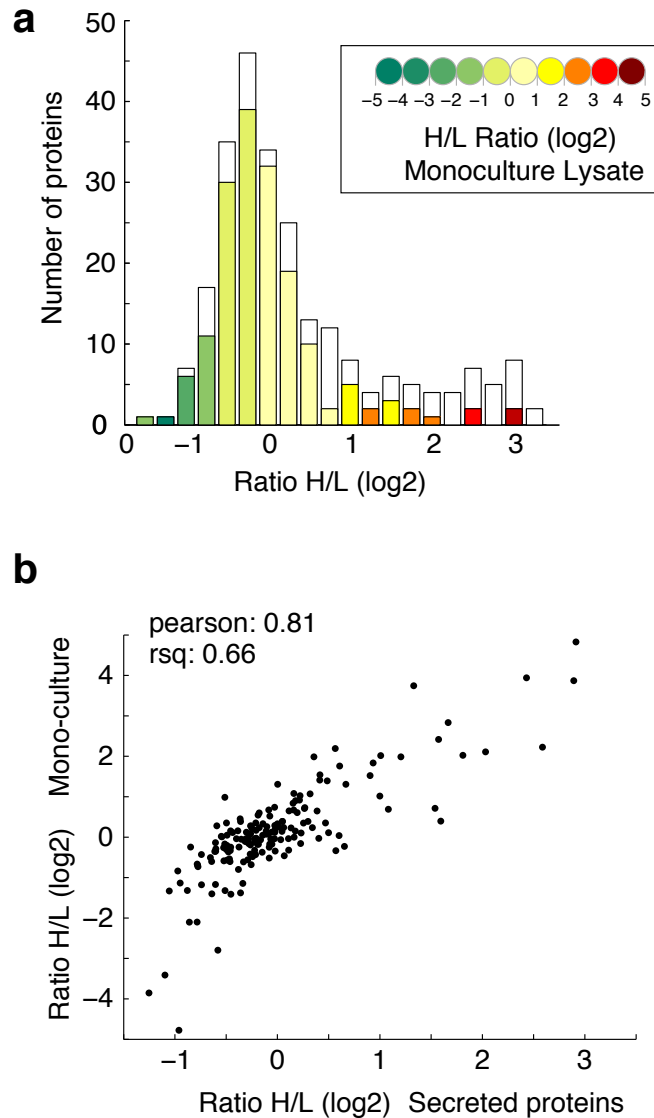 a
50
40
30
20
10
0
Number of proteins
0 −1 0 1 2 3
Ratio H/L (log2)
−5 −4 −3 −2 −1 0 1 2 3 4 5
H/L Ratio (log2)
Monoculture Lysate
b
pearson: 0.81
rsq: 0.66
4
2
0
−2
−4
Ratio H/L (log2) Mono-culture
−1 0 1 2 3
Ratio H/L (log2) Secreted proteins